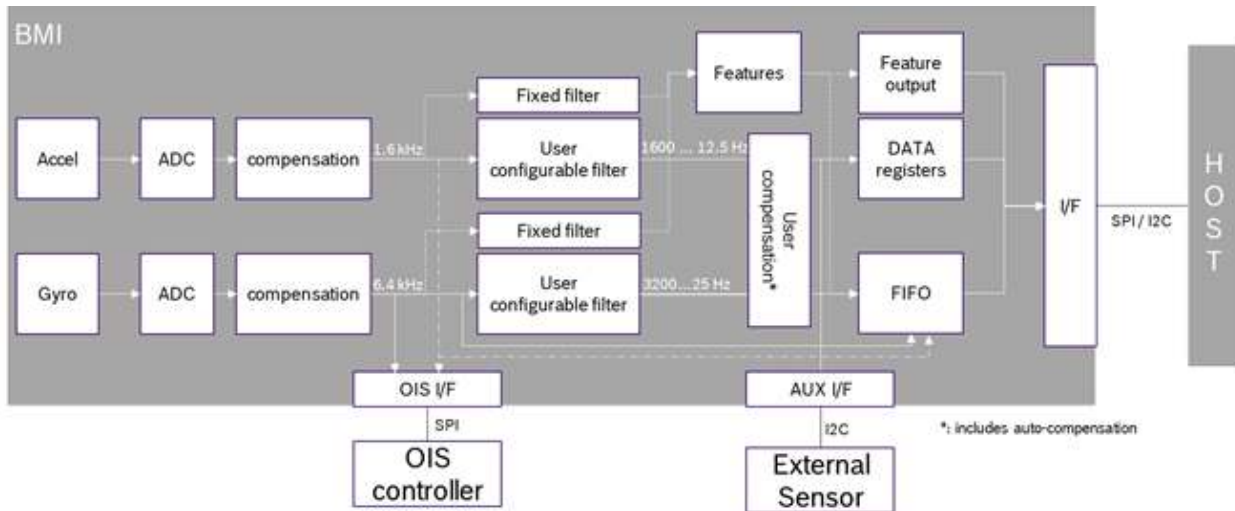 BMI
Features
Feature
output
Fixed filter
Accel
ADC
compensation
1.6 kHz
User
configurable filter
1600 ... 12.5 Hz
User
compensation*
DATA
registers
I/F
SPI / I2C
HOST
Fixed filter
Gyro
ADC
compensation
6.4 kHz
User
configurable filter
3200...25 Hz
FIFO
OIS I/F
AUX I/F
SPI
I2C
*: includes auto-compensation
OIS
controller
External
Sensor